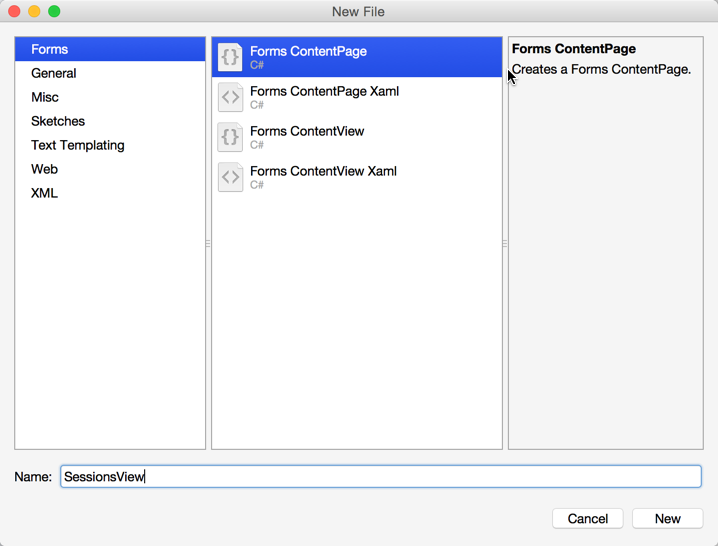 New File
Forms
General
Misc
Sketches
Text Templating
Web
XML
{} Forms ContentPage
C#
<> Forms ContentPage Xaml
C#
{} Forms ContentView
C#
<> Forms ContentView Xaml
C#
Forms ContentPage
Creates a Forms ContentPage.
Name: SessionsView
Cancel New